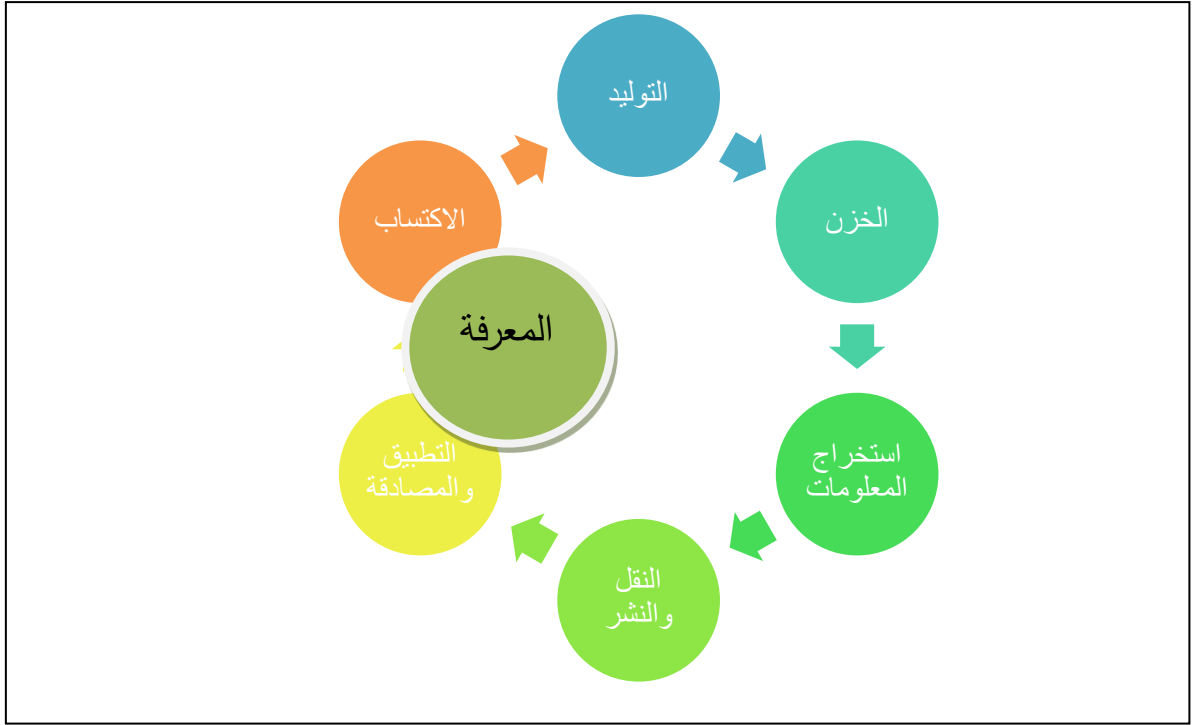 التوليد
الخزن
استخراج
المعلومات
النقل
والنشر
التطبيق
والمصادقة
الاكتساب
المعرفة